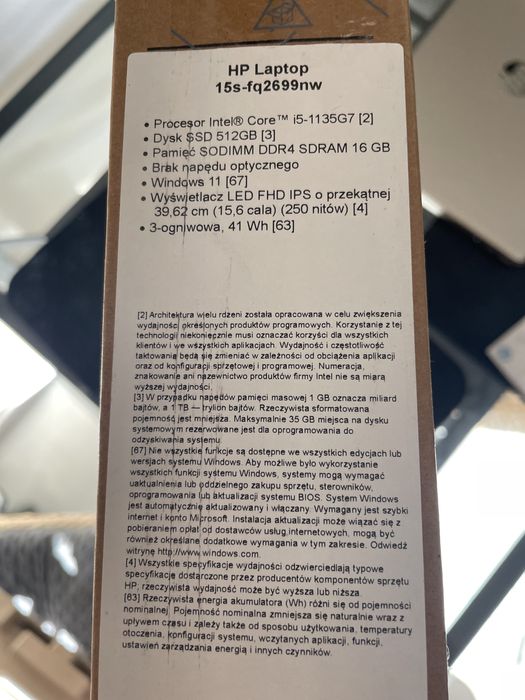 HP Laptop
15s-fq2699nw
• Procesor Intel® Core™ i5-1135G7 [2]
• Dysk SSD 512GB [3]
• Pamięć SODIMM DDR4 SDRAM 16 GB
• Brak napędu optycznego
• Windows 11 [67]
• Wyświetlacz LED FHD IPS o przekątnej
39,62 cm (15,6 cala) (250 nitów) [4]
• 3-ogniwowa, 41 Wh [63]
[2] Architektura wielu rdzeni została opracowana w celu zwiększenia
wydajności określonych produktów programowych. Korzystanie z tej
technologii niekoniecznie musi oznaczać korzyści dla wszystkich
klientów i we wszystkich aplikacjach. Wydajność i częstotliwość
taktowania będą się zmieniać w zależności od obciążenia aplikacji
oraz od konfiguracji sprzętowej i programowej. Numeracja,
znakowanie ani nazewnictwo produktów firmy Intel nie są miarą
wyższej wydajności.
[3] W przypadku napędów pamięci masowej 1 GB oznacza miliard
bajtów, a 1 TB — trylion bajtów. Rzeczywista sformatowana
pojemność jest mniejsza. Maksymalnie 35 GB miejsca na dysku
systemowym rezerwowane jest dla oprogramowania do
odzyskiwania systemu.
[67] Nie wszystkie funkcje są dostępne we wszystkich edycjach lub
wersjach systemu Windows. Aby możliwe było wykorzystanie
wszystkich funkcji systemu Windows, systemy mogą wymagać
uaktualnienia lub oddzielnego zakupu sprzętu, sterowników,
oprogramowania lub aktualizacji systemu BIOS. System Windows
jest automatycznie aktualizowany i włączany. Wymagany jest szybki
internet i konto Microsoft. Instalacja aktualizacji może wiązać się z
pobieraniem opłat od dostawców usług internetowych, mogą być
również określane dodatkowe wymagania w tym zakresie. Odwiedź
witrynę http://www.windows.com.
[4] Wszystkie specyfikacje wydajności odzwierciedlają typowe
specyfikacje dostarczone przez producentów komponentów sprzętu
HP, rzeczywista wydajność może być wyższa lub niższa.
[63] Rzeczywista energia akumulatora (Wh) różni się od pojemności
nominalnej. Pojemność nominalna zmniejsza się naturalnie wraz z
upływem czasu i zależy także od sposobu użytkowania, temperatury
otoczenia, konfiguracji systemu, wczytanych aplikacji, funkcji,
ustawień zarządzania energią i innych czynników.